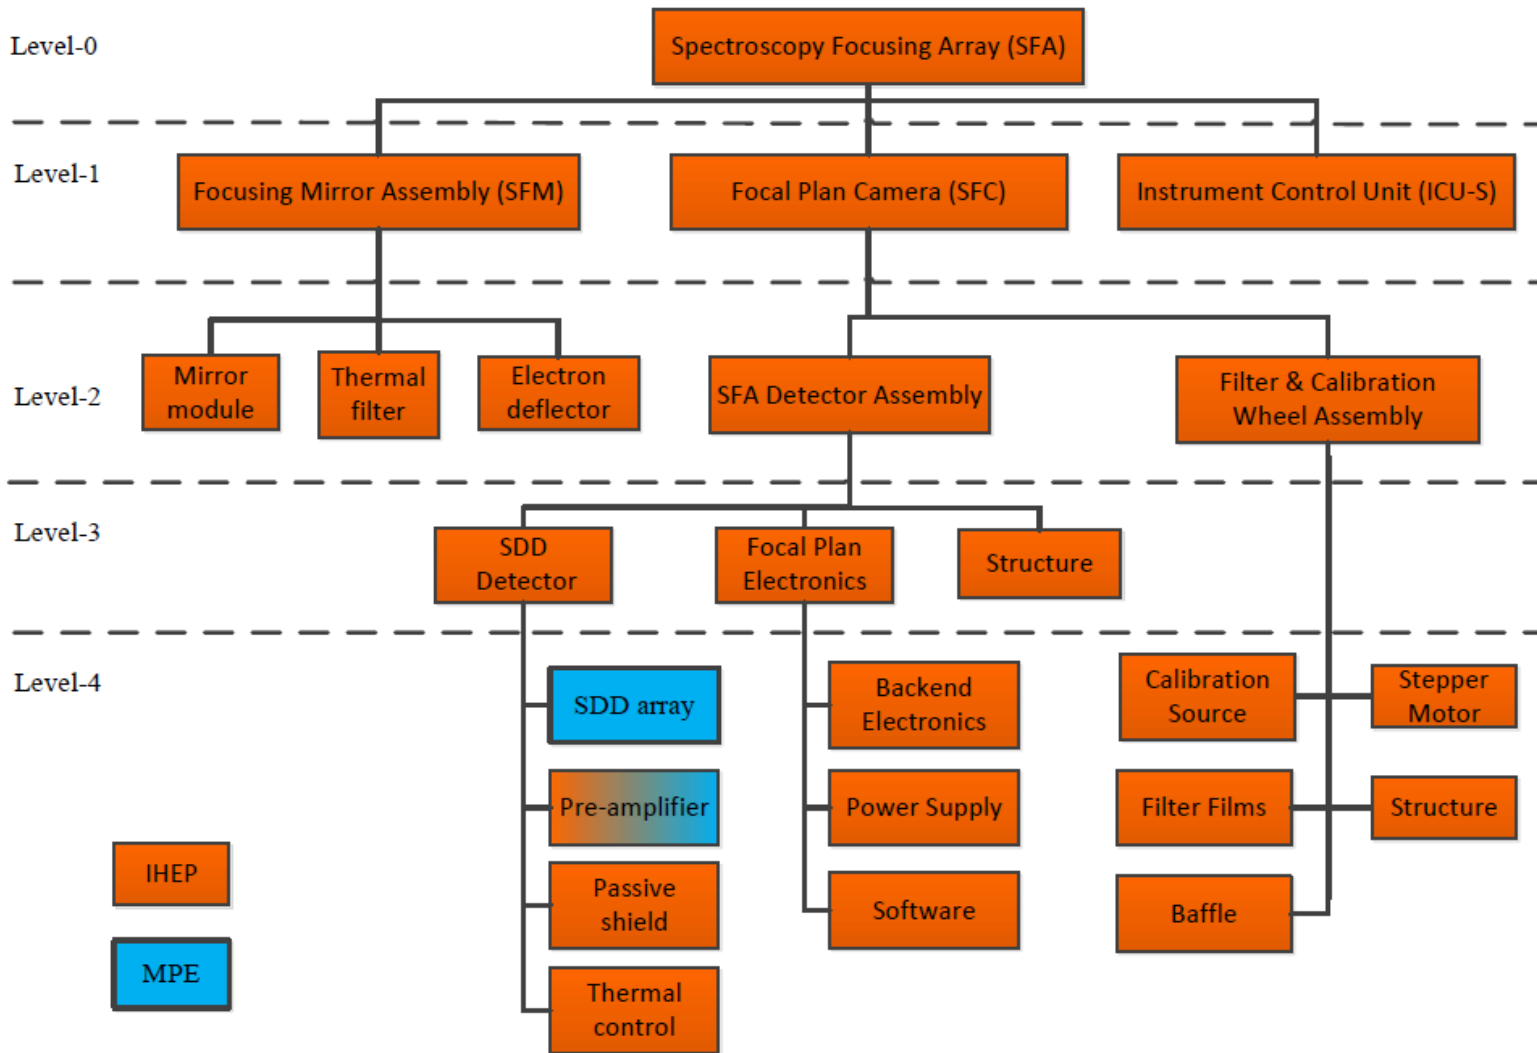 Level-0
Spectroscopy Focusing Array (SFA)
Level-1
Focusing Mirror Assembly (SFM)
Focal Plan Camera (SFC)
Instrument Control Unit (ICU-S)
Level-2
Mirror
module
Thermal
filter
Electron
deflector
SFA Detector Assembly
Filter & Calibration
Wheel Assembly
Level-3
SDD
Detector
Focal Plan
Electronics
Structure
Level-4
SDD array
Backend
Electronics
Calibration
Source
Stepper
Motor
Pre-amplifier
Power Supply
Filter Films
Structure
IHEP
Passive
shield
Software
Baffle
MPE
Thermal
control